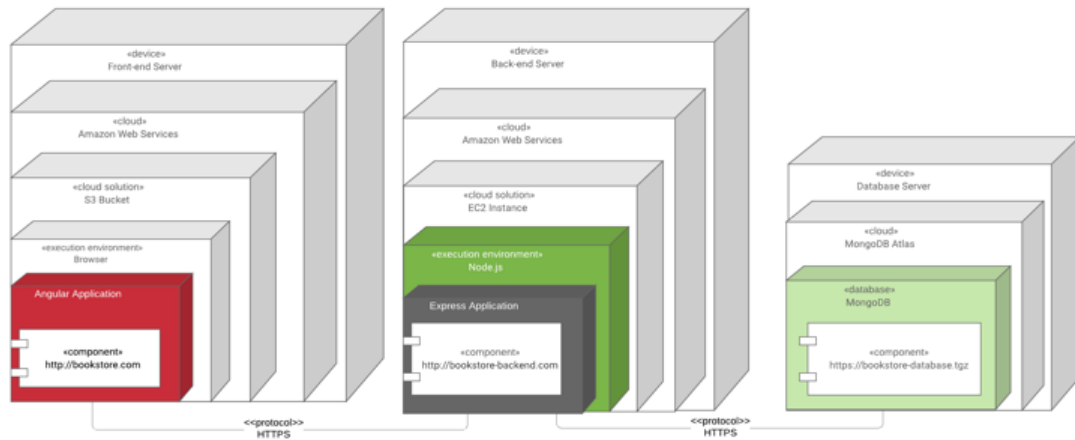 «device»
Front-end Server
«cloud»
Amazon Web Services
«cloud solution»
S3 Bucket
«execution environment»
Browser
Angular Application
«component»
http://bookstore.com
«device»
Back-end Server
«cloud»
Amazon Web Services
«cloud solution»
EC2 Instance
«execution environment»
Node.js
Express Application
«component»
http://bookstore-backend.com
«device»
Database Server
«cloud»
MongoDB Atlas
«database»
MongoDB
«component»
https://bookstore-database.tgz
<<protocol>>
HTTPS
<<protocol>>
HTTPS